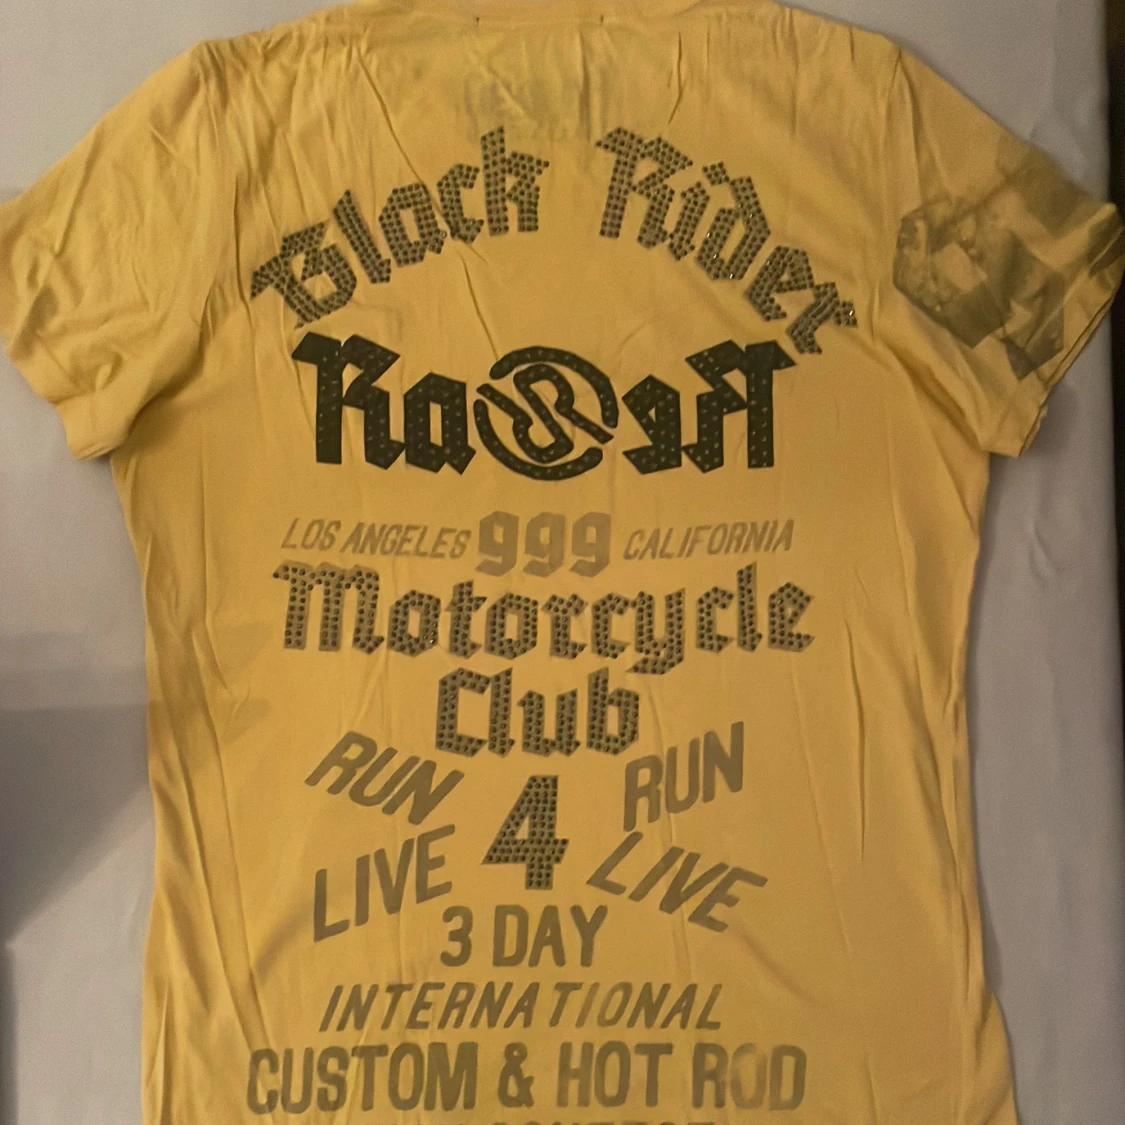 Black Rider
LOS ANGELES 999 CALIFORNIA
Motorcycle
Club
RUN 4 RUN
LIVE LIVE
3 DAY
INTERNATIONAL
CUSTOM & HOT ROD